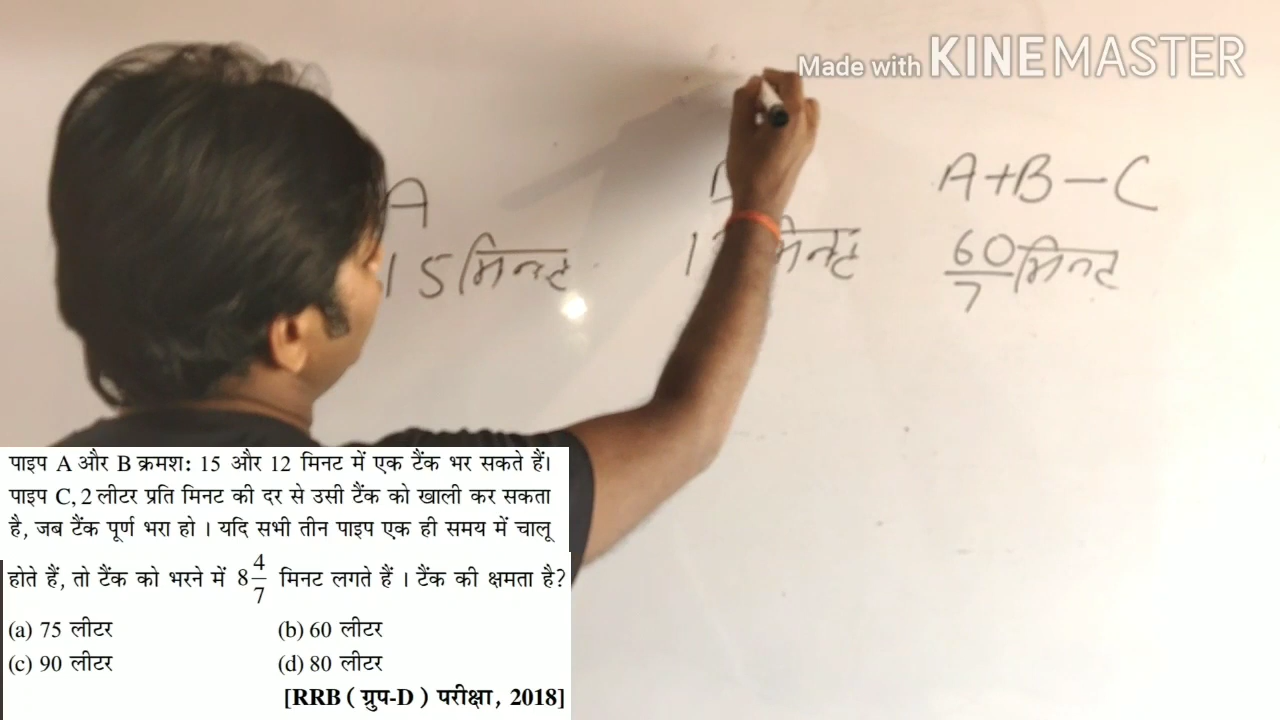 Made with KINEMASTER
A A+B-C
15 मिनट मिनट 60/7 मिनट
पाइप A और B क्रमश: 15 और 12 मिनट में एक टैंक भर सकते हैं।
पाइप C, 2 लीटर प्रति मिनट की दर से उसी टैंक को खाली कर सकता
है, जब टैंक पूर्ण भरा हो । यदि सभी तीन पाइप एक ही समय में चालू
होते हैं, तो टैंक को भरने में 8 4/7 मिनट लगते हैं । टैंक की क्षमता है?
(a) 75 लीटर (b) 60 लीटर
(c) 90 लीटर (d) 80 लीटर
[RRB ( ग्रुप-D ) परीक्षा, 2018]